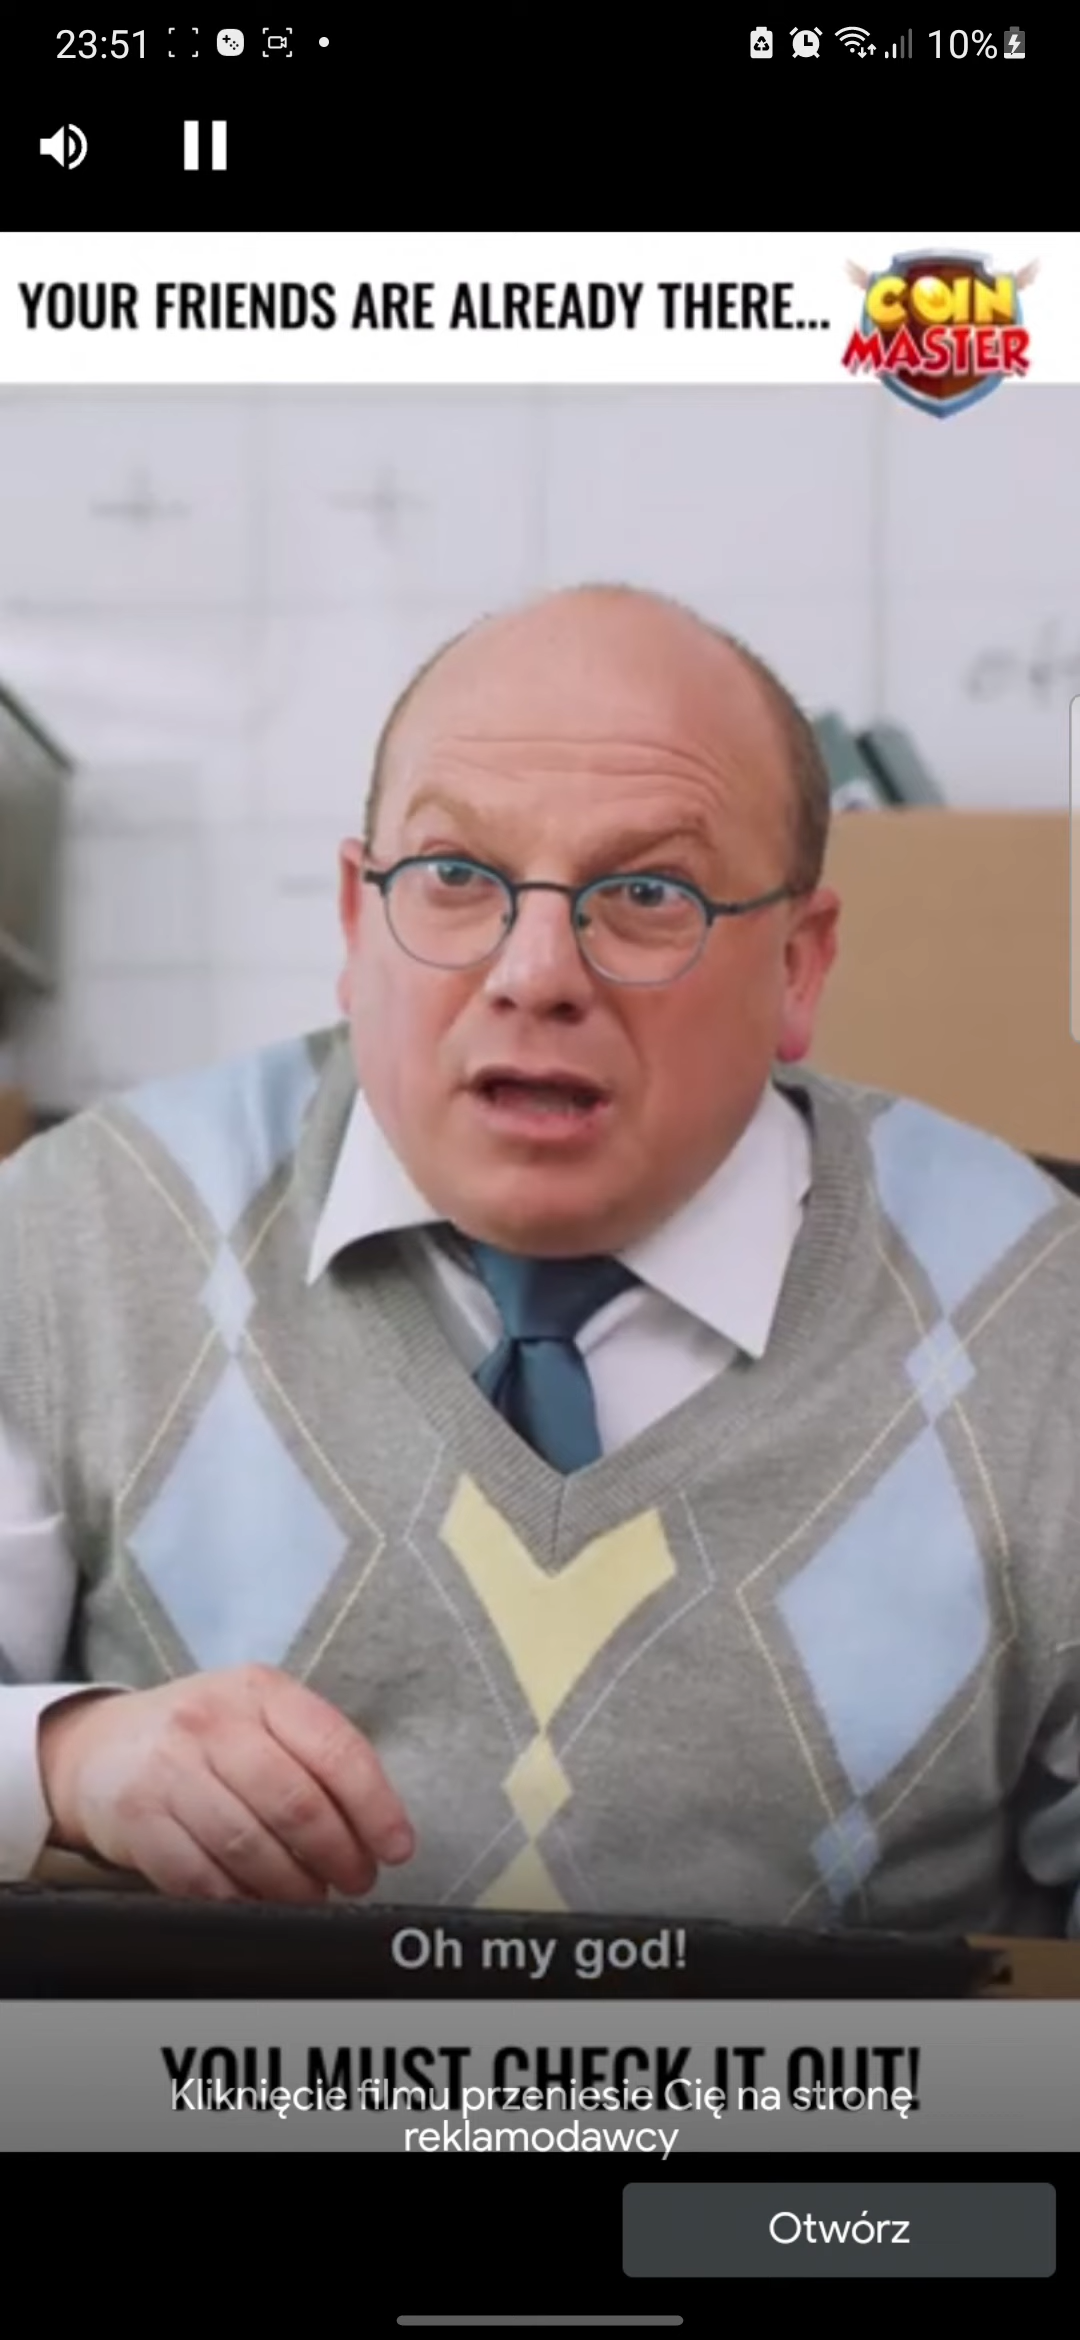 23:51
10%
YOUR FRIENDS ARE ALREADY THERE...
COIN
MASTER
Oh my god!
YOU MUST CHECK IT OUT!
Kliknięcie filmu przeniesie Cię na stronę
reklamodawcy
Otwórz